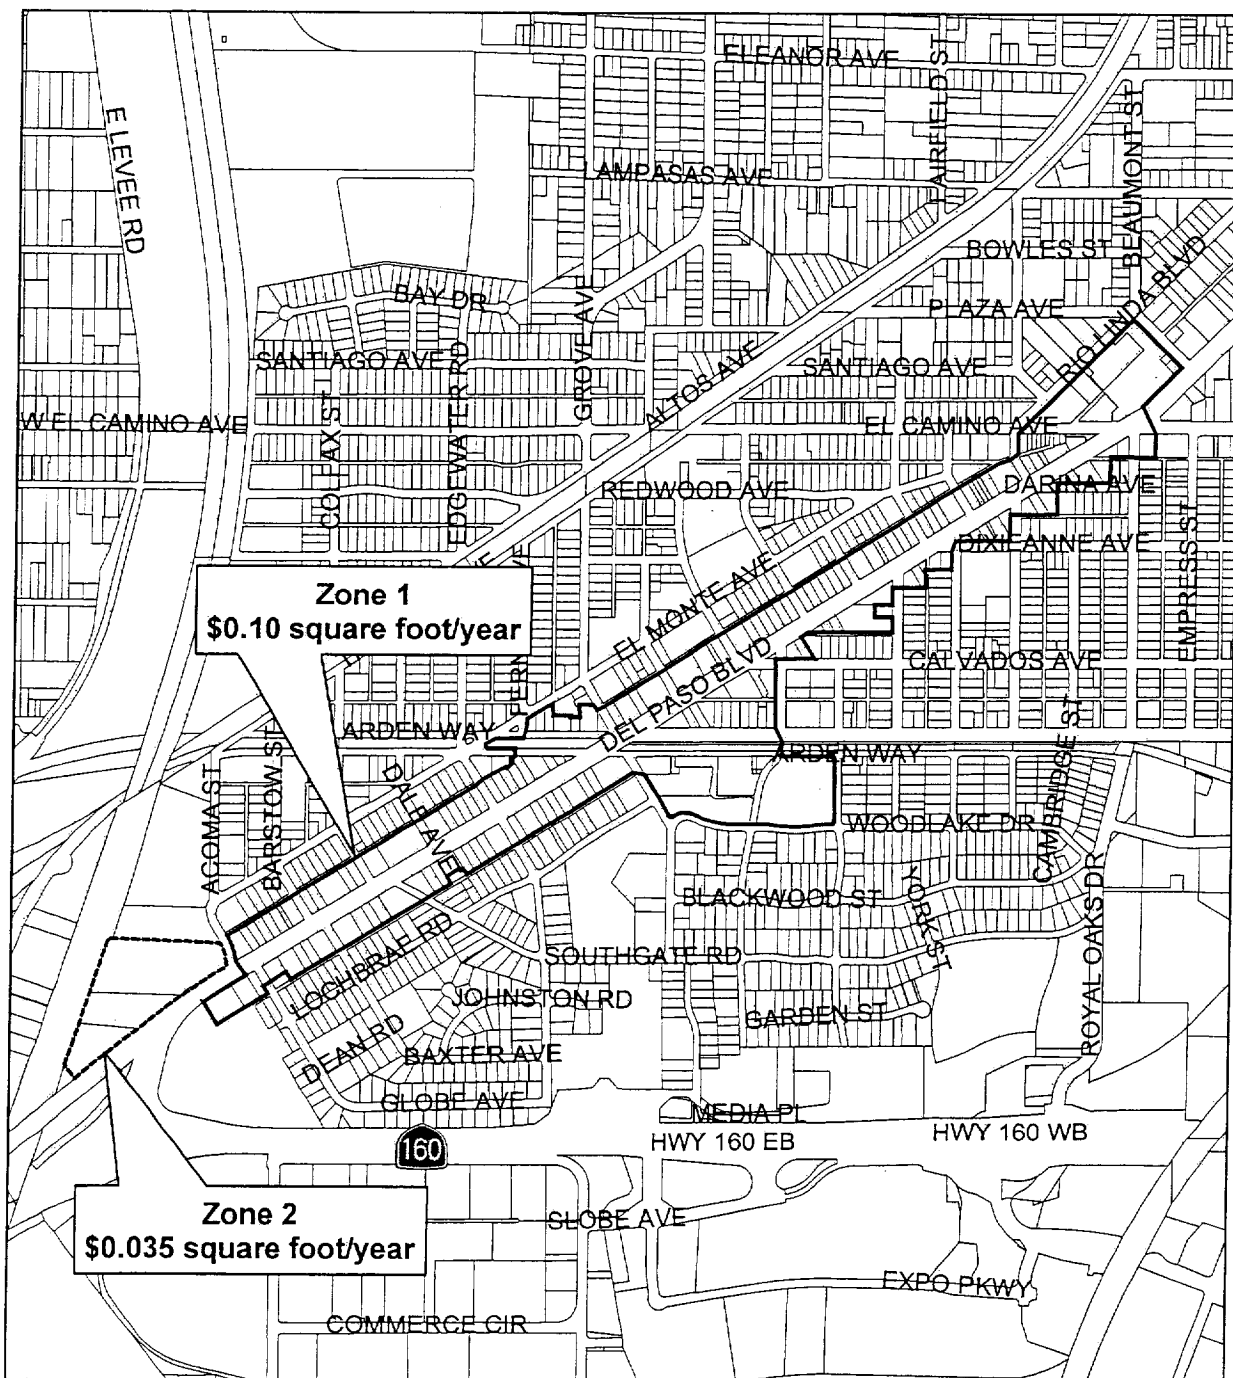 ELEANOR AVE
FAIRFIELD ST
BEAUMONT ST
E LEVEE RD
LAMPASAS AVE
BOWLES ST
BAY DR
PLAZA AVE
RIO LINDA BLVD
GROVE AVE
SANTIAGO AVE
EDGEWATER RD
ALTOS AVE
SANTIAGO AVE
W EL CAMINO AVE
COLFAX ST
EL CAMINO AVE
REDWOOD AVE
DARINA AVE
EMPRESS ST
DIXIEANNE AVE
Zone 1
$0.10 square foot/year
EL MONTE AVE
DEL PASO BLVD
CALVADOS AVE
ARDEN WAY
ARDEN WAY
CAMBRIDGE ST
ACOMA ST
BARSTOW ST
DALE AVE
WOODLAKE DR
BLACKWOOD ST
YORK ST
ROYAL OAKS DR
LOCHBRAE RD
SOUTHGATE RD
JOHNSTON RD
GARDEN ST
DEAN RD
BAXTER AVE
GLOBE AVE
MEDIA PL
160
HWY 160 EB
HWY 160 WB
Zone 2
$0.035 square foot/year
SLOBE AVE
EXPO PKWY
COMMERCE CIR